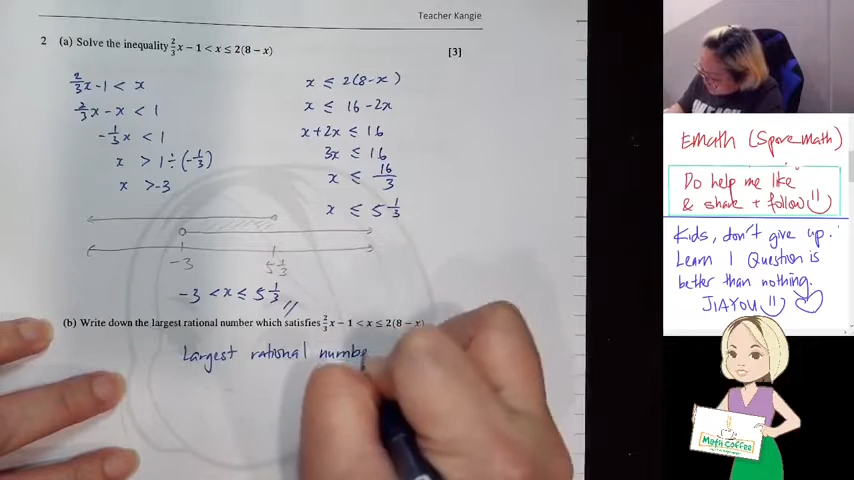 Teacher Kangie
2 (a) Solve the inequality 2/3x − 1 < x ≤ 2(8 − x)
[3]
2/3x - 1 < x
2/3x - x < 1
-1/3x < 1
x > 1 ÷ (-1/3)
x > -3
x ≤ 2(8-x)
x ≤ 16 - 2x
x + 2x ≤ 16
3x ≤ 16
x ≤ 16/3
x ≤ 5 1/3
-3
5 1/3
-3 < x ≤ 5 1/3 //
(b) Write down the largest rational number which satisfies 2/3x − 1 < x ≤ 2(8 − x)
Largest rational numbe
Emath (Spore math)
Do help me like
& share + follow
Kids, don't give up.
Learn 1 Question is
better than nothing.
JIAYOU
Math Coffee